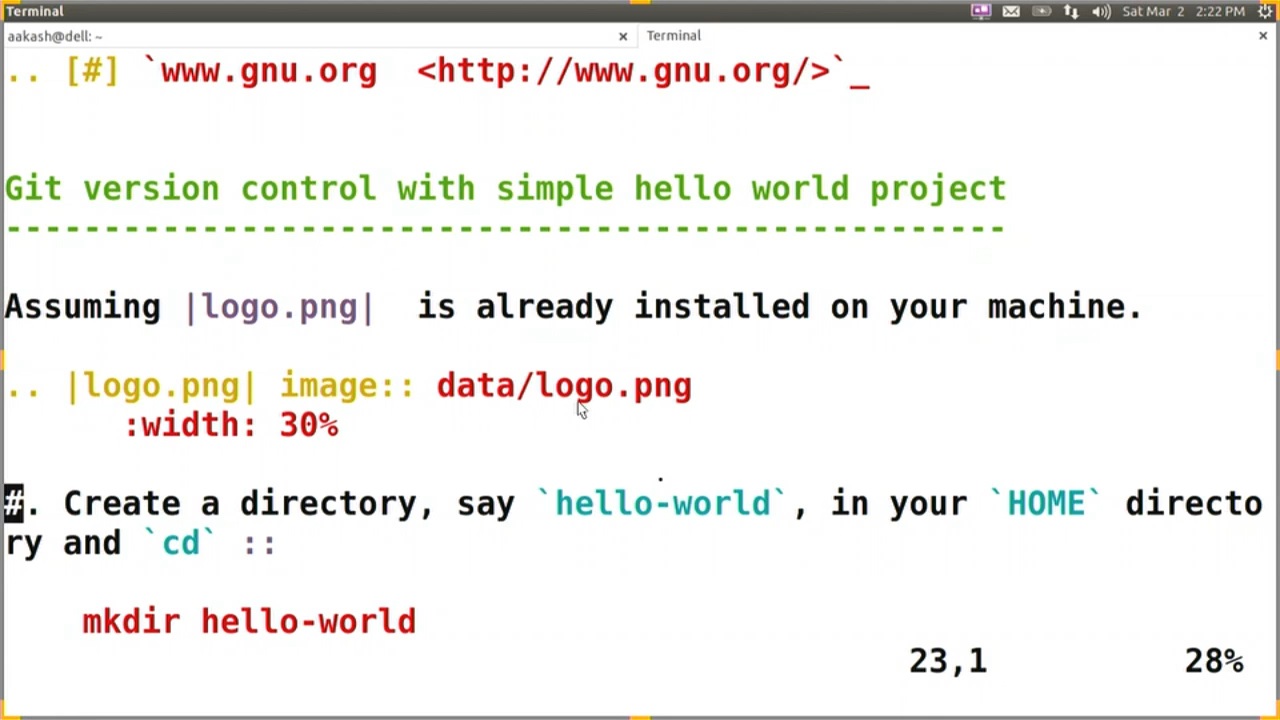 Terminal
Sat Mar 2 2:22 PM
aakash@dell: ~ × Terminal ×
.. [#] `www.gnu.org  <http://www.gnu.org/>`_
Git version control with simple hello world project
---------------------------------------------------
Assuming |logo.png|  is already installed on your machine.
.. |logo.png| image:: data/logo.png
:width: 30%
#. Create a directory, say `hello-world`, in your `HOME` directo
ry and `cd` ::
mkdir hello-world
23,1 28%